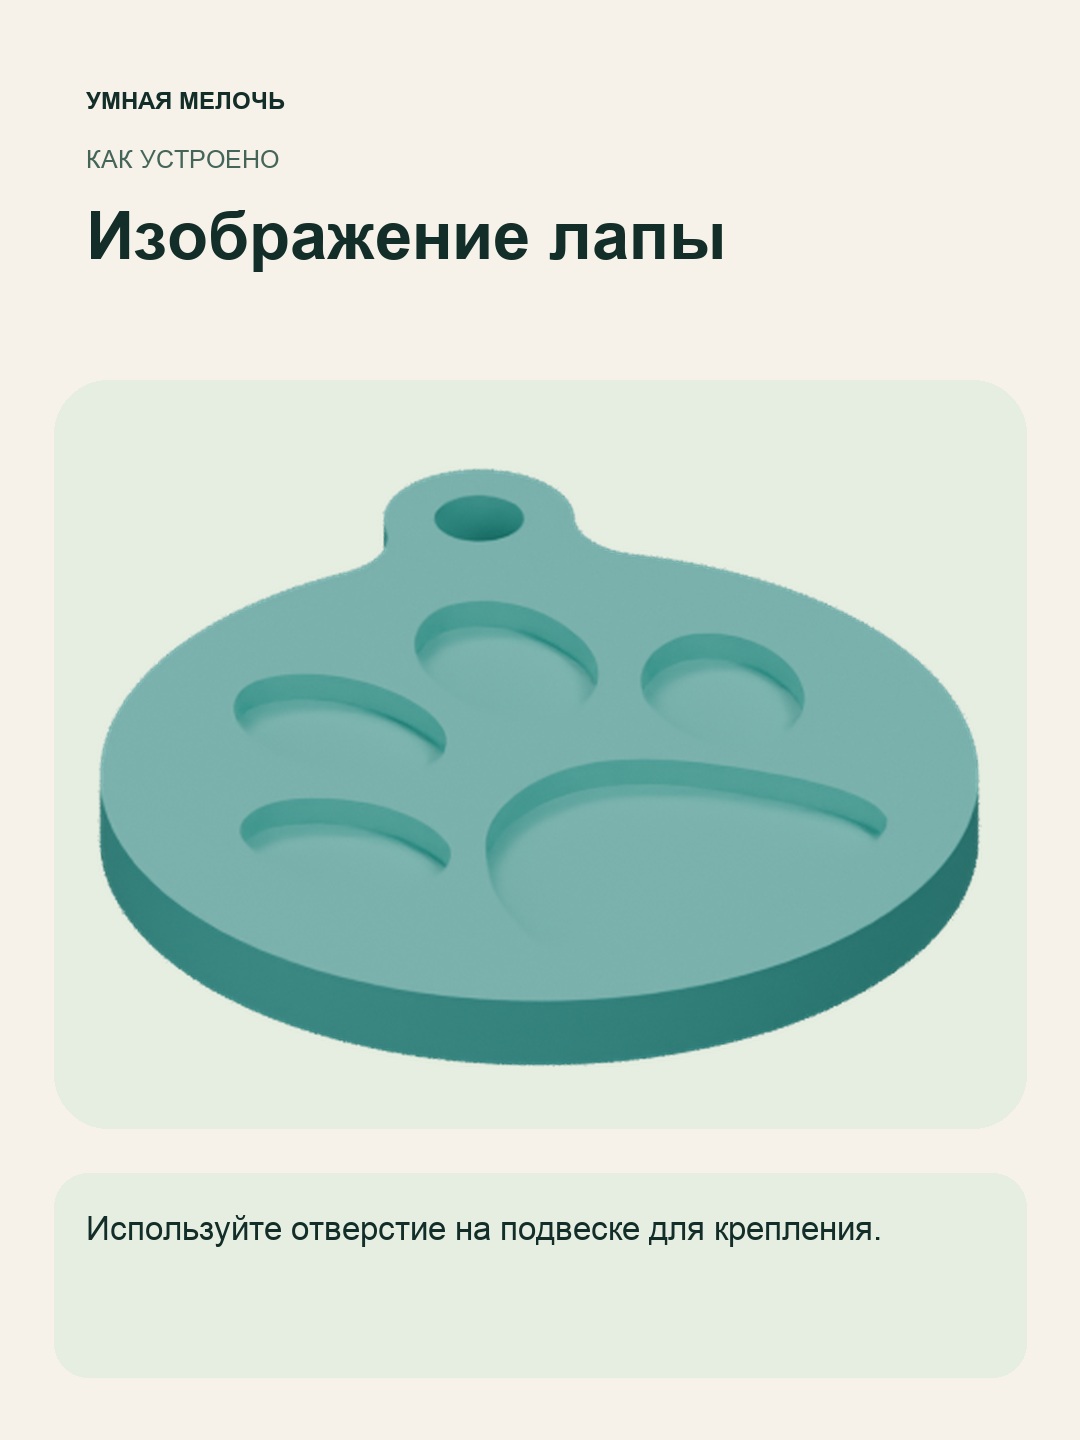 УМНАЯ МЕЛОЧЬ
КАК УСТРОЕНО
Изображение лапы
Используйте отверстие на подвеске для крепления.